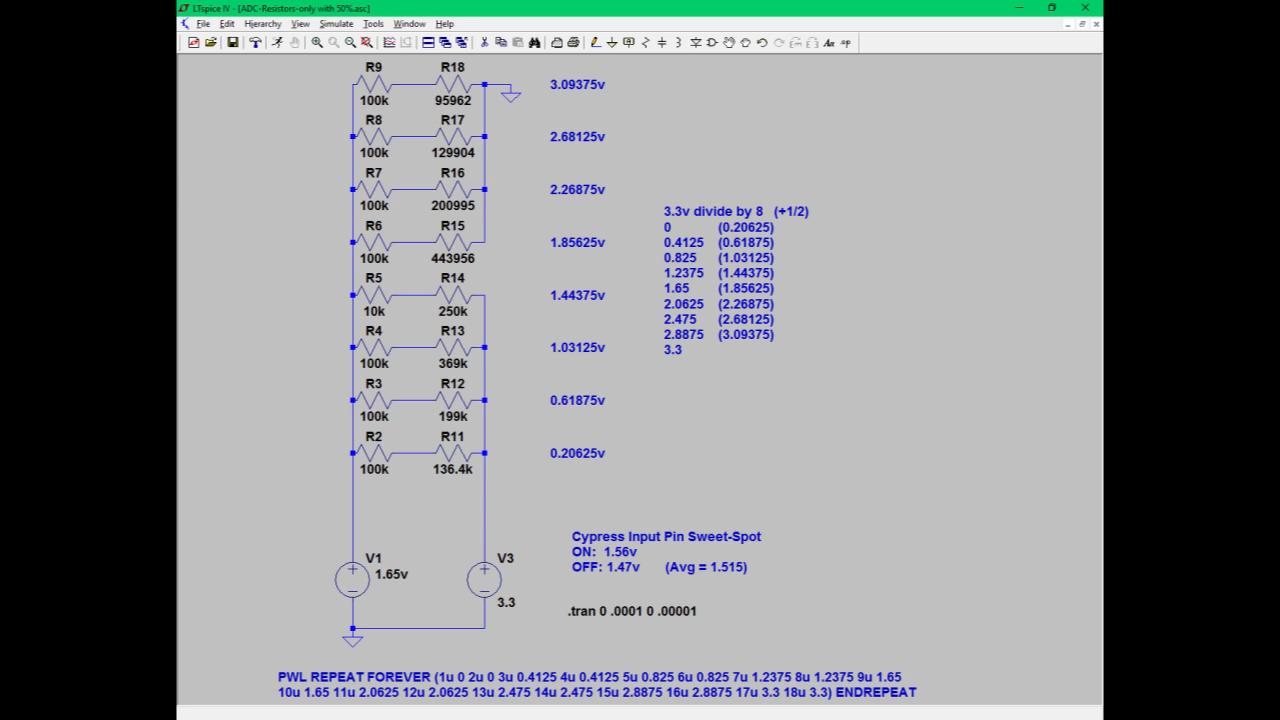 LTspice IV - [ADC-Resistors-only with 50%.asc]
File Edit Hierarchy View Simulate Tools Window Help
R9 R18
100k 95962
3.09375v
R8 R17
100k 129904
2.68125v
R7 R16
100k 200995
2.26875v
R6 R15
100k 443956
1.85625v
R5 R14
10k 250k
1.44375v
R4 R13
100k 369k
1.03125v
R3 R12
100k 199k
0.61875v
R2 R11
100k 136.4k
0.20625v
3.3v divide by 8 (+1/2)
0 (0.20625)
0.4125 (0.61875)
0.825 (1.03125)
1.2375 (1.44375)
1.65 (1.85625)
2.0625 (2.26875)
2.475 (2.68125)
2.8875 (3.09375)
3.3
Cypress Input Pin Sweet-Spot
ON: 1.56v
OFF: 1.47v (Avg = 1.515)
V1
1.65v
V3
3.3
.tran 0 .0001 0 .00001
PWL REPEAT FOREVER (1u 0 2u 0 3u 0.4125 4u 0.4125 5u 0.825 6u 0.825 7u 1.2375 8u 1.2375 9u 1.65
10u 1.65 11u 2.0625 12u 2.0625 13u 2.475 14u 2.475 15u 2.8875 16u 2.8875 17u 3.3 18u 3.3) ENDREPEAT